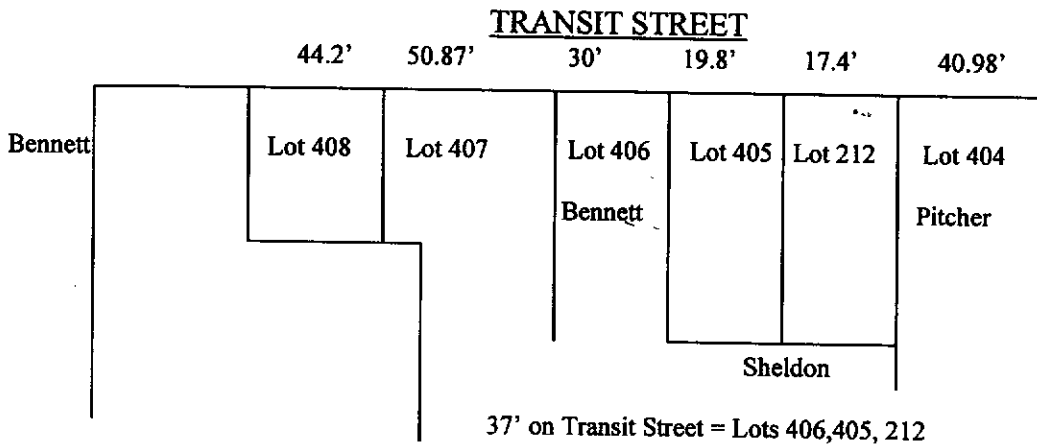 TRANSIT STREET
44.2' 50.87' 30' 19.8' 17.4' 40.98'
Bennett Lot 408 Lot 407 Lot 406 Lot 405 Lot 212 Lot 404
Bennett Pitcher
Sheldon
37' on Transit Street = Lots 406,405, 212